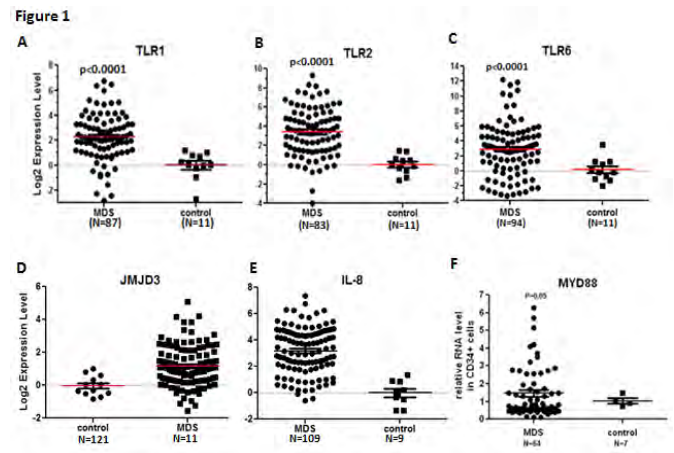 Figure 1
A
TLR1
Log2 Expression Level
8
6
4
2
0
2
p<0.0001
MDS
(N=87)
control
(N=11)
B
TLR2
10
8
6
4
2
0
-2
-4
p<0.0001
MDS
(N=83)
control
(N=11)
C
TLR6
14
12
10
8
6
4
2
0
-2
-4
p<0.0001
MDS
(N=94)
control
(N=11)
D
JMJD3
Log2 Expression Level
6
4
2
0
-2
control
N=121
MDS
N=11
E
IL-8
8
6
4
2
0
-2
MDS
N=109
control
N=9
F
MYD88
relative RNA level
in CD34+ cells
7
6
5
4
3
2
1
0
MDS
control
N=7